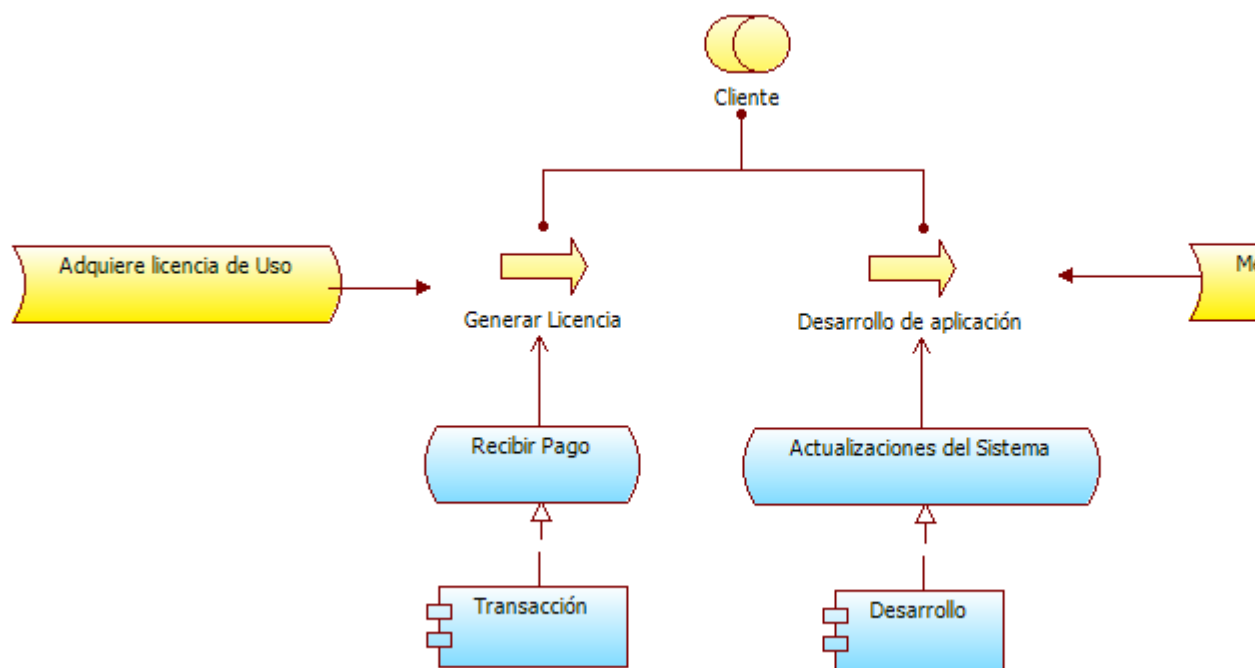 Cliente
Adquiere licencia de Uso
Generar Licencia
Desarrollo de aplicación
Recibir Pago
Actualizaciones del Sistema
Transacción
Desarrollo